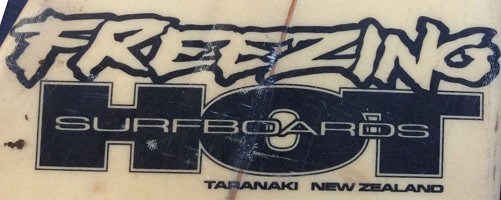 FREEZING
HOT
SURFBOARDS
TARANAKI NEW ZEALAND